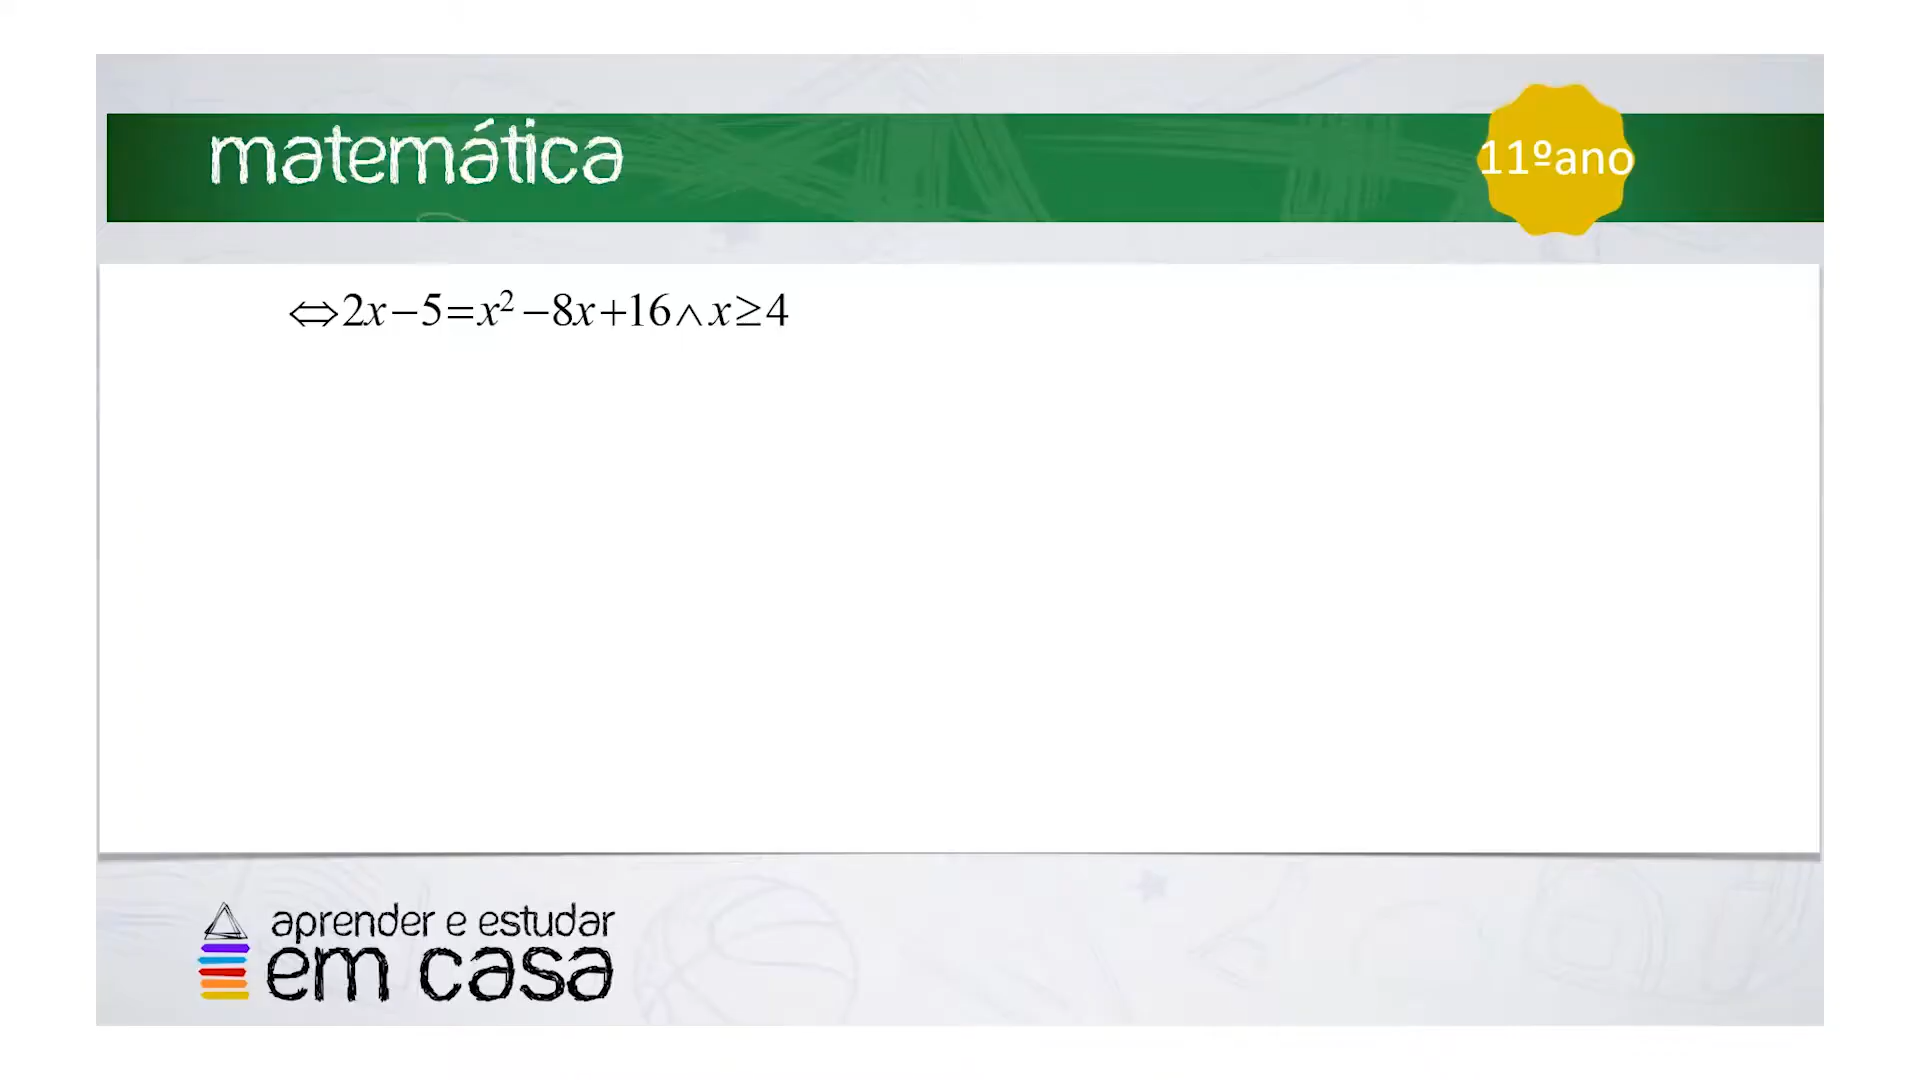 matemática
11ºano
⇔2x−5=x²−8x+16∧x≥4
aprender e estudar
em casa